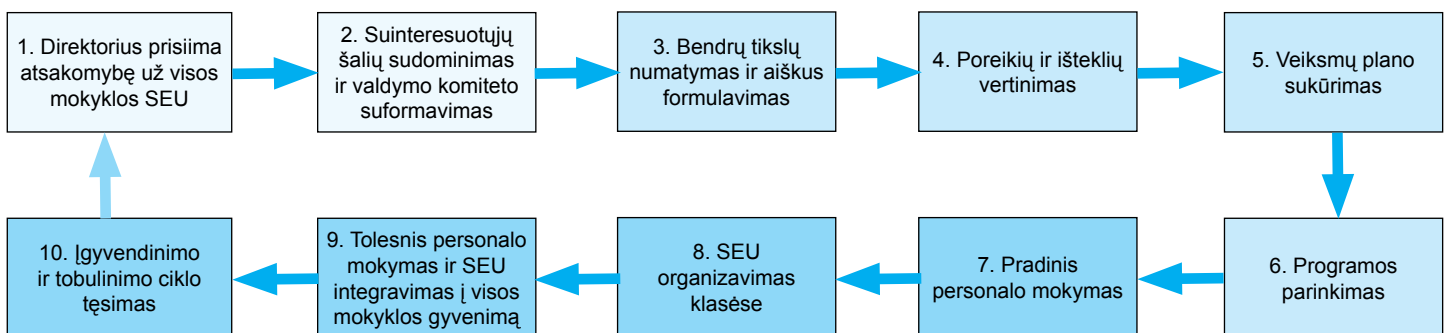 1. Direktorius prisiima
atsakomybę už visos
mokyklos SEU
2. Suinteresuotųjų
šalių sudominimas
ir valdymo komiteto
suformavimas
3. Bendrų tikslų
numatymas ir aiškus
formulavimas
4. Poreikių ir išteklių
vertinimas
5. Veiksmų plano
sukūrimas
6. Programos
parinkimas
7. Pradinis
personalo mokymas
8. SEU
organizavimas
klasėse
9. Tolesnis personalo
mokymas ir SEU
integravimas į visos
mokyklos gyvenimą
10. Įgyvendinimo
ir tobulinimo ciklo
tęsimas